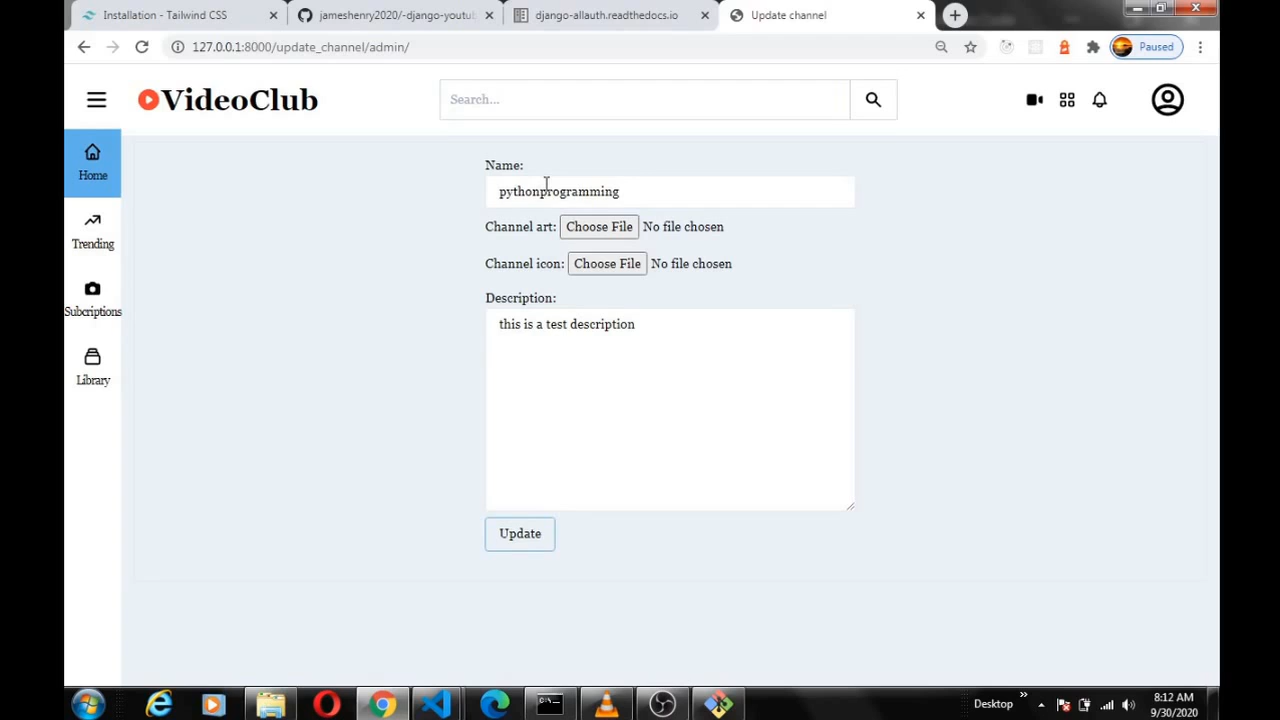 Installation - Tailwind CSS
jameshenry2020/-django-youtu
django-allauth.readthedocs.io
Update channel
127.0.0.1:8000/update_channel/admin/
Paused
VideoClub
Search...
Home
Trending
Subcriptions
Library
Name:
pythonprogramming
Channel art: Choose File No file chosen
Channel icon: Choose File No file chosen
Description:
this is a test description
Update
Desktop
8:12 AM
9/30/2020